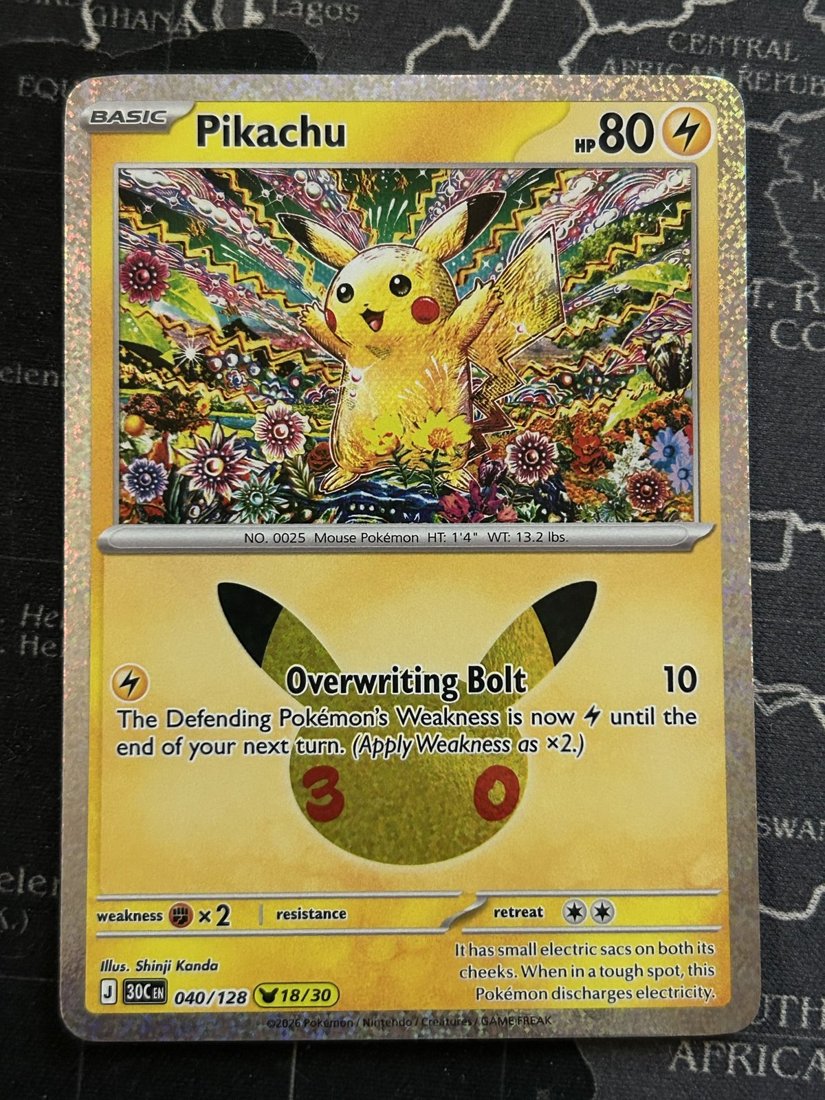 GHANA
Lagos
CENTRAL
AFRICAN REPUB
BASIC
Pikachu
HP 80
NO. 0025 Mouse Pokémon HT: 1'4" WT: 13.2 lbs.
Overwriting Bolt 10
The Defending Pokémon's Weakness is now until the
end of your next turn. (Apply Weakness as ×2.)
3 0
weakness ×2 resistance retreat
Illus. Shinji Kanda
It has small electric sacs on both its
cheeks. When in a tough spot, this
Pokémon discharges electricity.
J 30C EN 040/128 18/30
©2026 Pokémon / Nintendo / Creatures / GAME FREAK
AFRICA